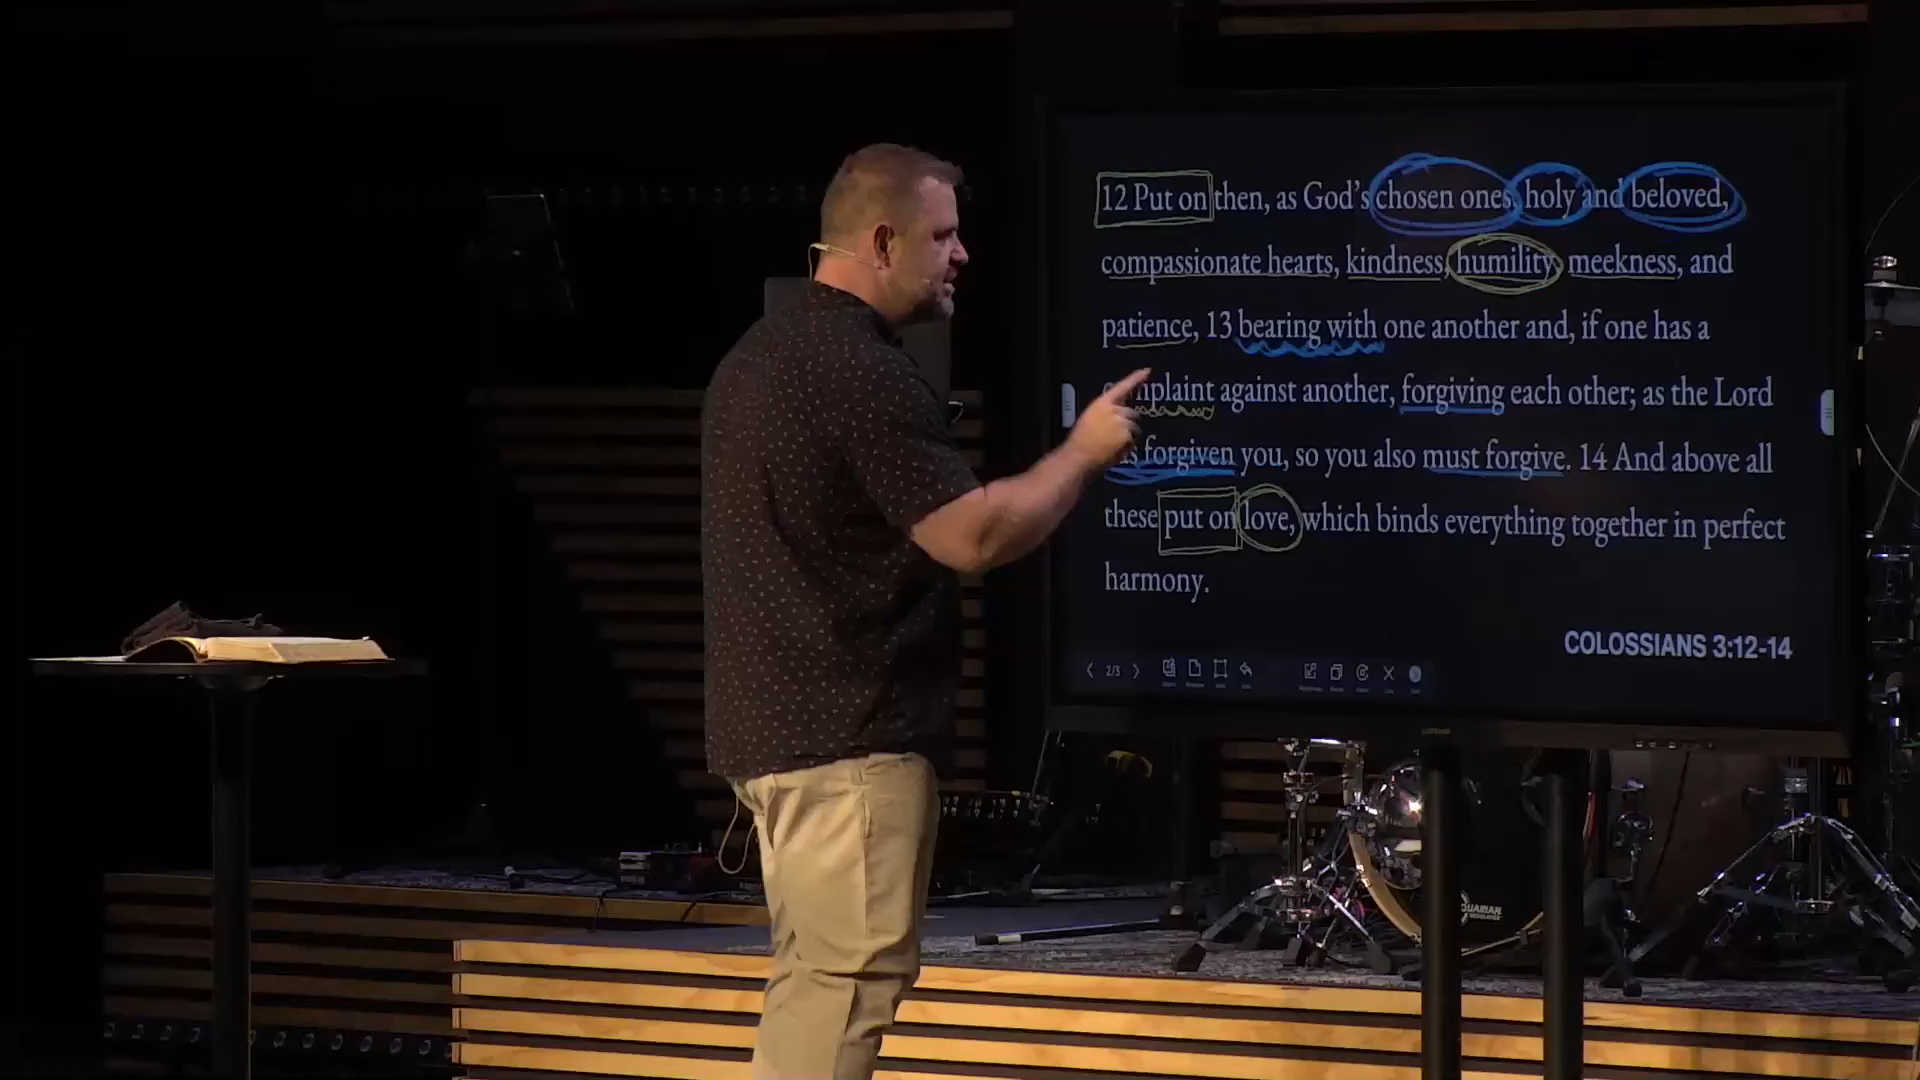 12 Put on then, as God's chosen ones, holy and beloved,
compassionate hearts, kindness, humility, meekness, and
patience, 13 bearing with one another and, if one has a
complaint against another, forgiving each other; as the Lord
forgiven you, so you also must forgive. 14 And above all
these put on love, which binds everything together in perfect
harmony.
COLOSSIANS 3:12-14
2/3